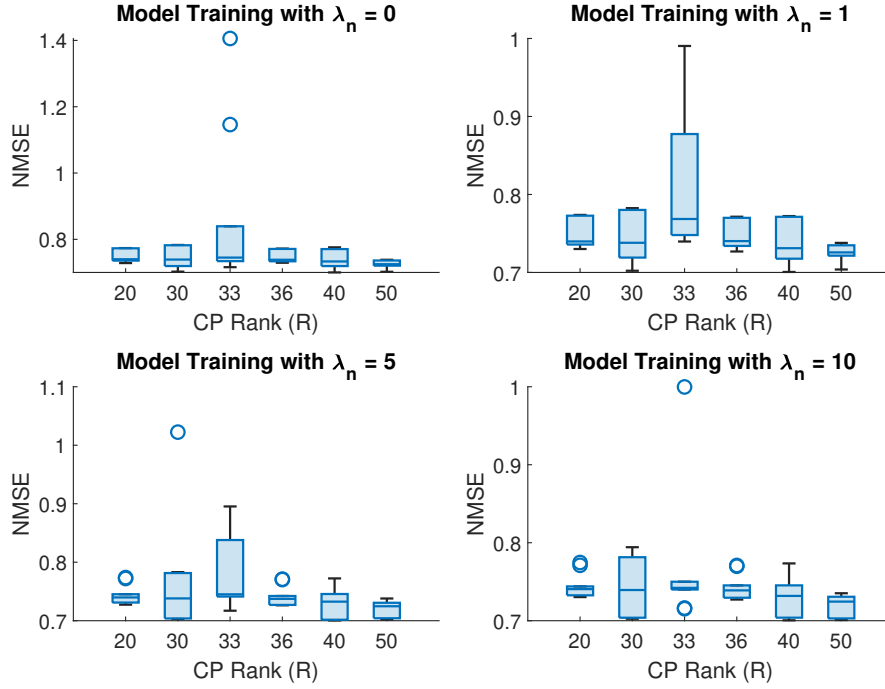 Model Training with λn = 0
1.4
1.2
1
0.8
NMSE
20 30 33 36 40 50
CP Rank (R)
Model Training with λn = 1
1
0.9
0.8
0.7
NMSE
20 30 33 36 40 50
CP Rank (R)
Model Training with λn = 5
1.1
1
0.9
0.8
0.7
NMSE
20 30 33 36 40 50
CP Rank (R)
Model Training with λn = 10
1
0.9
0.8
0.7
NMSE
20 30 33 36 40 50
CP Rank (R)